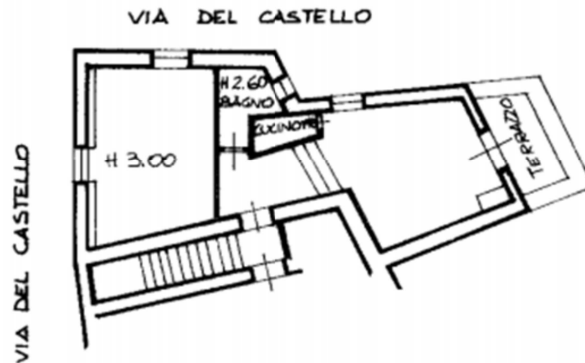 VIA DEL CASTELLO
H 2.60
BAGNO
CUCINOTTO
H 3.00
TERRAZZO
VIA DEL CASTELLO